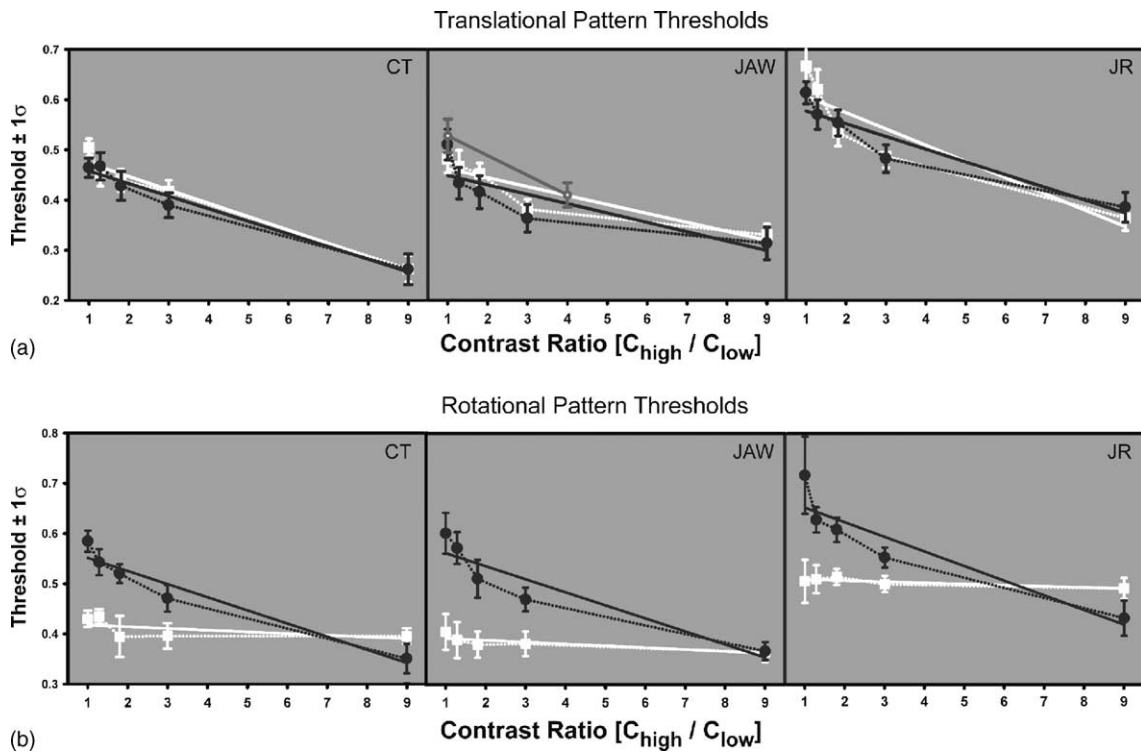 Translational Pattern Thresholds
CT
JAW
JR
Threshold ± 1σ
0.7
0.6
0.5
0.4
0.3
0.2
1 2 3 4 5 6 7 8 9
1 2 3 4 5 6 7 8 9
1 2 3 4 5 6 7 8 9
(a)
Contrast Ratio [C_high / C_low]
Rotational Pattern Thresholds
CT
JAW
JR
Threshold ± 1σ
0.8
0.7
0.6
0.5
0.4
0.3
1 2 3 4 5 6 7 8 9
1 2 3 4 5 6 7 8 9
1 2 3 4 5 6 7 8 9
(b)
Contrast Ratio [C_high / C_low]